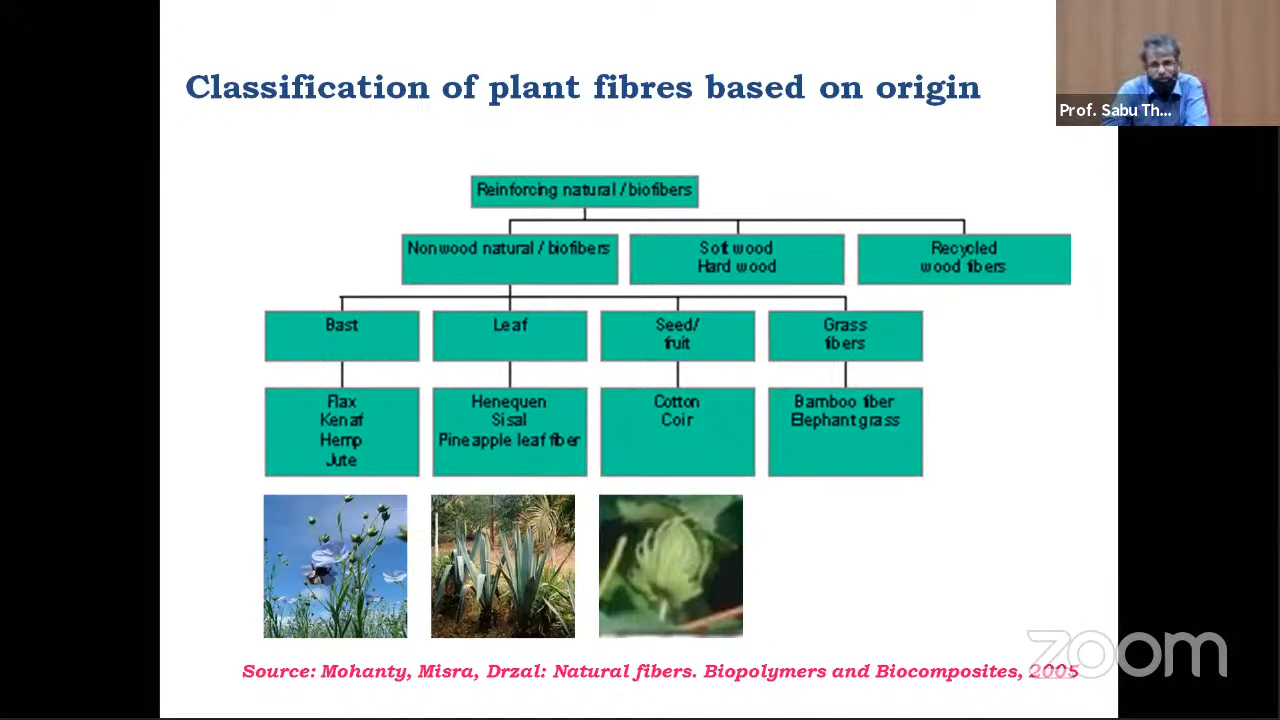 Classification of plant fibres based on origin
Prof. Sabu Th...
Reinforcing natural / biofibers
Nonwood natural / biofibers
Soft wood
Hard wood
Recycled
wood fibers
Bast
Leaf
Seed/
fruit
Grass
fibers
Flax
Kenaf
Hemp
Jute
Henequen
Sisal
Pineapple leaf fiber
Cotton
Coir
Bamboo fiber
Elephant grass
Source: Mohanty, Misra, Drzal: Natural fibers. Biopolymers and Biocomposites, 2005
zoom